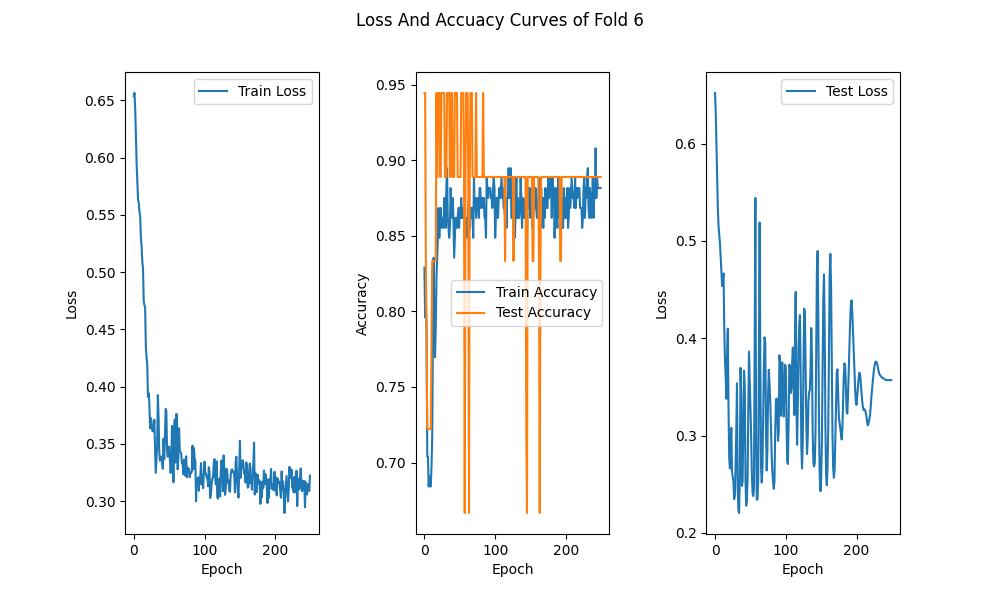 Loss And Accuacy Curves of Fold 6
Train Loss
0.65
0.60
0.55
0.50
0.45
0.40
0.35
0.30
Loss
0
100
200
Epoch
0.95
0.90
0.85
0.80
0.75
0.70
Accuracy
Train Accuracy
Test Accuracy
0
100
200
Epoch
Test Loss
0.6
0.5
0.4
0.3
0.2
Loss
0
100
200
Epoch